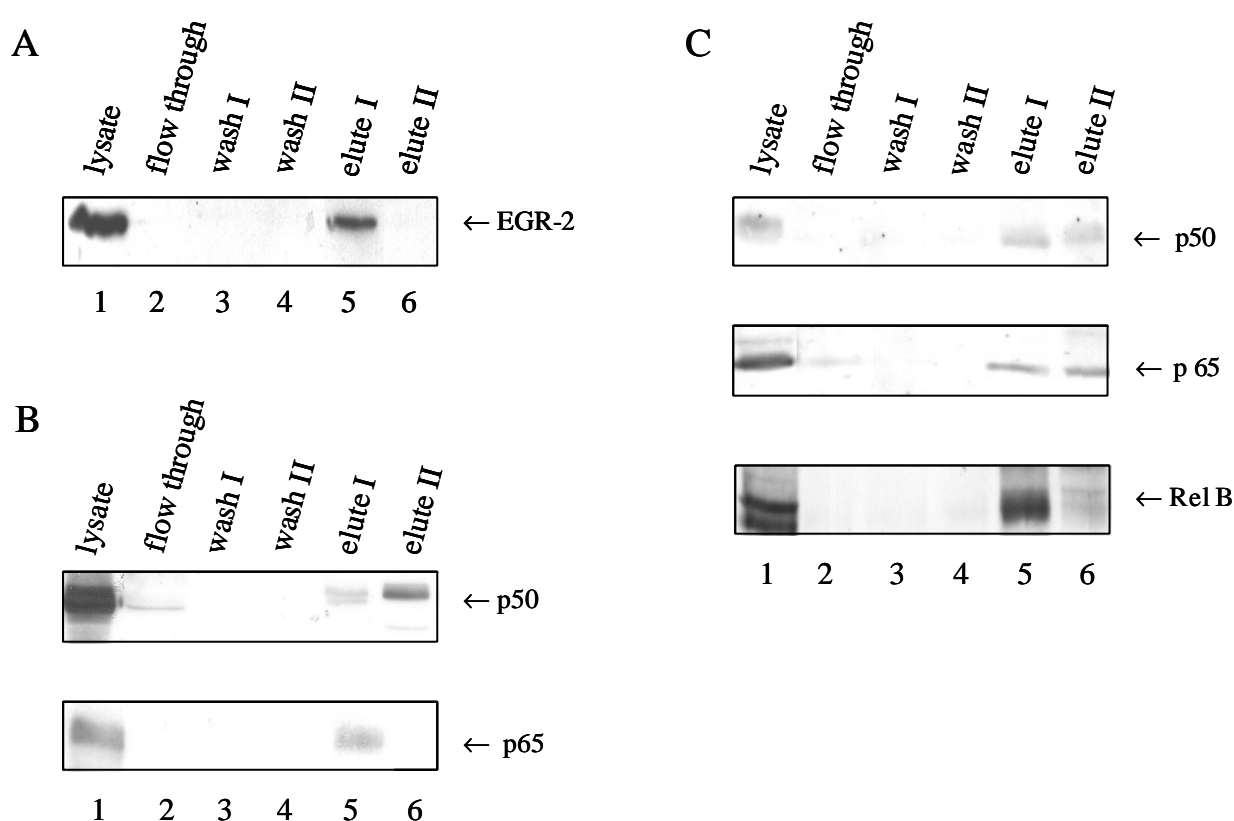 A
lysate
flow through
wash I
wash II
elute I
elute II
← EGR-2
1 2 3 4 5 6
B
lysate
flow through
wash I
wash II
elute I
elute II
← p50
← p65
1 2 3 4 5 6
C
lysate
flow through
wash I
wash II
elute I
elute II
← p50
← p 65
← Rel B
1 2 3 4 5 6